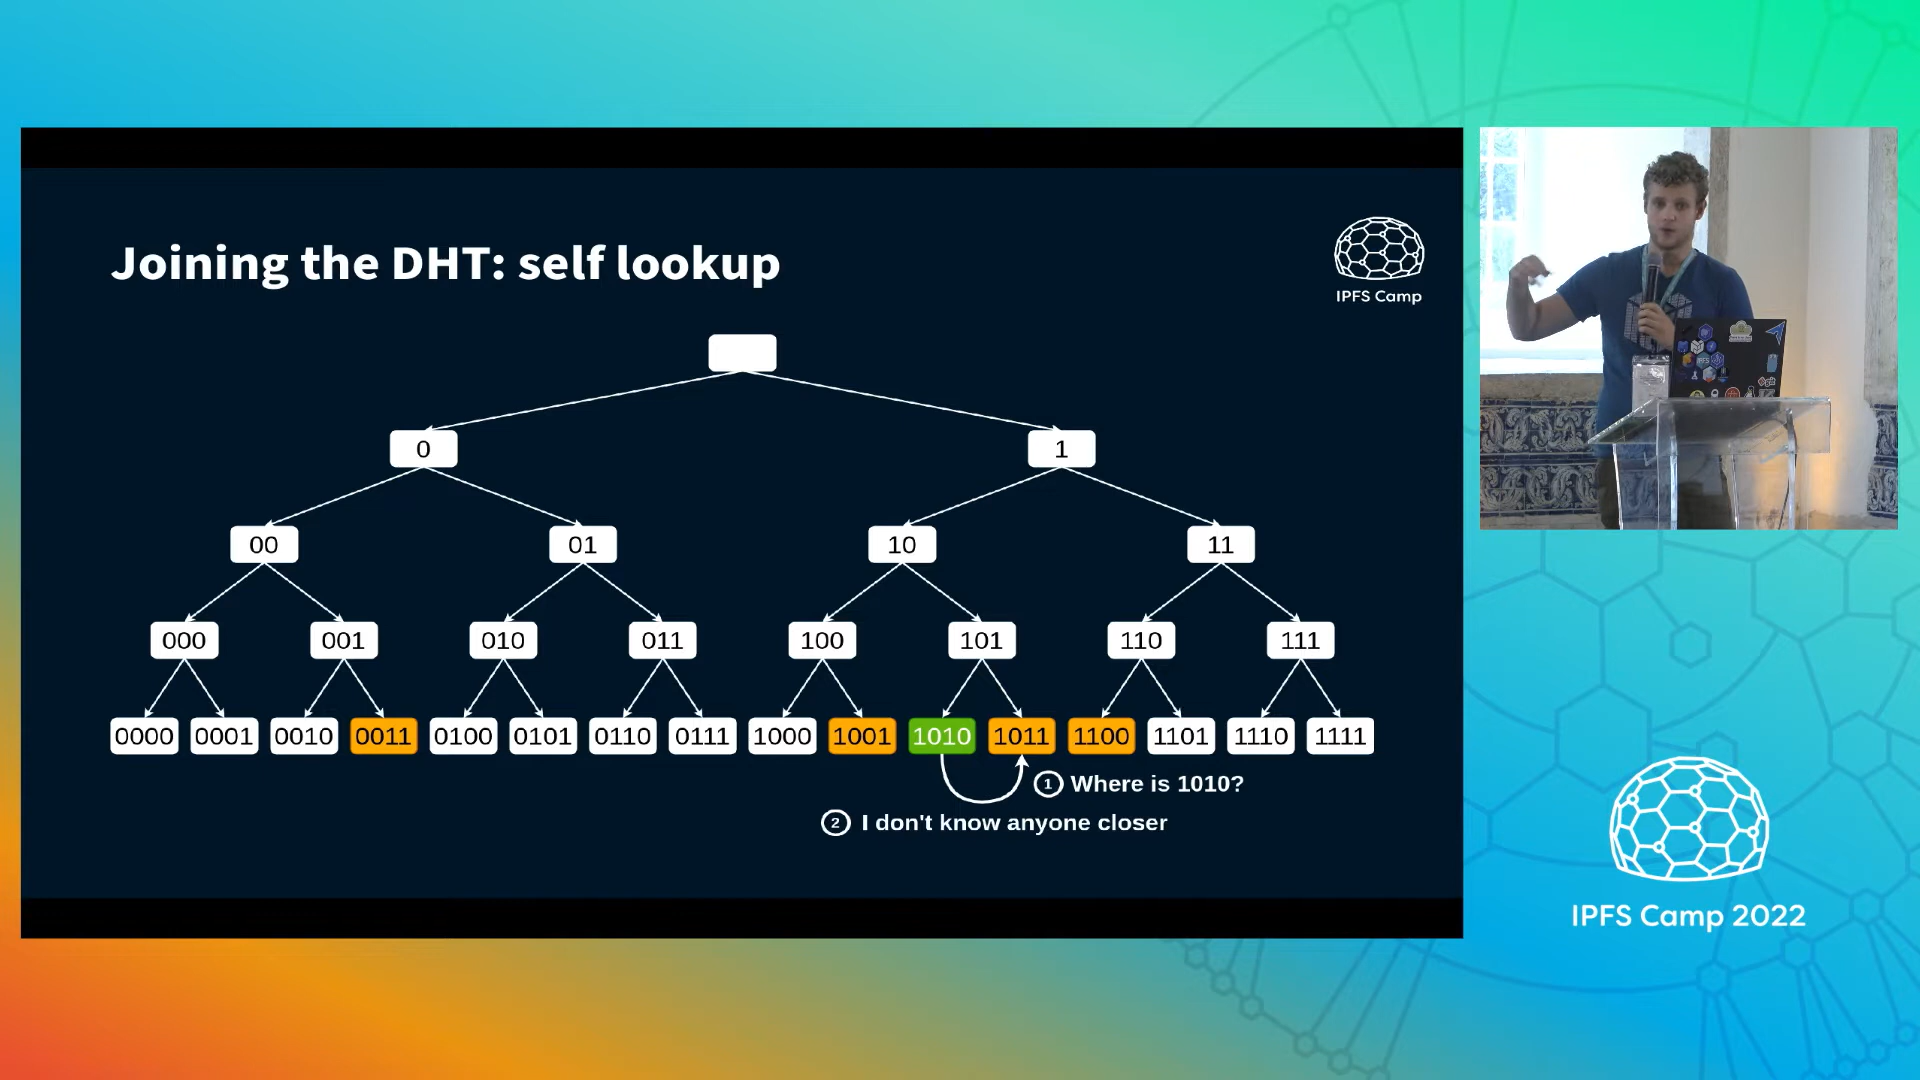 Joining the DHT: self lookup
IPFS Camp
0 1
00 01 10 11
000 001 010 011 100 101 110 111
0000 0001 0010 0011 0100 0101 0110 0111 1000 1001 1010 1011 1100 1101 1110 1111
1 Where is 1010?
2 I don't know anyone closer
IPFS
git
IPFS Camp 2022